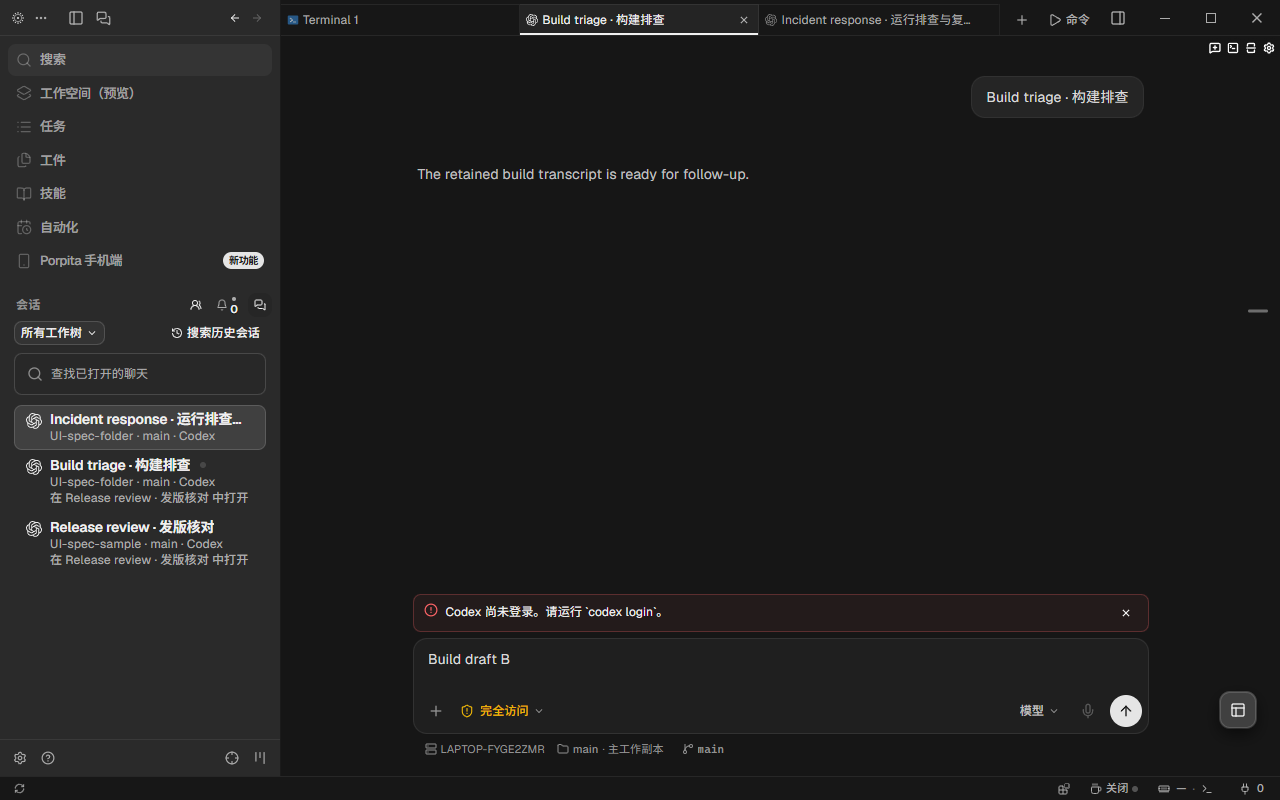 Terminal 1
Build triage · 构建排查
Incident response · 运行排查与复…
命令
搜索
工作空间（预览）
任务
工件
技能
自动化
Porpita 手机端
新功能
会话
0
所有工作树
搜索历史会话
查找已打开的聊天
Incident response · 运行排查…
UI-spec-folder · main · Codex
Build triage · 构建排查
UI-spec-folder · main · Codex
在 Release review · 发版核对 中打开
Release review · 发版核对
UI-spec-sample · main · Codex
在 Release review · 发版核对 中打开
Build triage · 构建排查
The retained build transcript is ready for follow-up.
Codex 尚未登录。请运行 `codex login`。
Build draft B
完全访问
模型
LAPTOP-FYGE2ZMR
main · 主工作副本
main
关闭
— ·
0